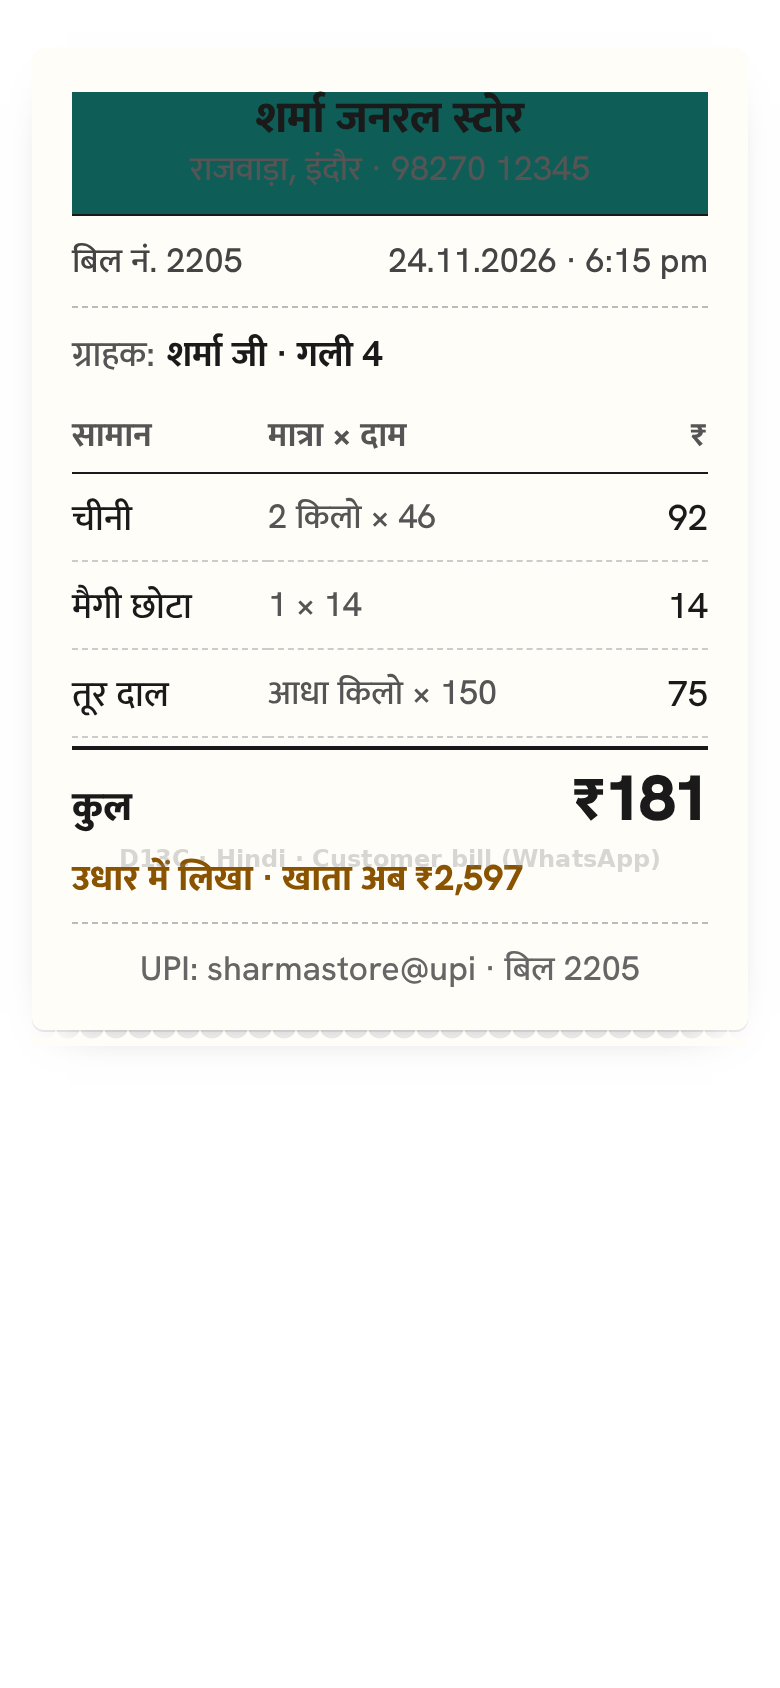 शर्मा जनरल स्टोर
राजवाड़ा, इंदौर · 98270 12345
बिल नं. 2205 24.11.2026 · 6:15 pm
ग्राहक: शर्मा जी · गली 4
सामान मात्रा × दाम ₹
चीनी 2 किलो × 46 92
मैगी छोटा 1 × 14 14
तूर दाल आधा किलो × 150 75
कुल ₹181
D13C · Hindi · Customer bill (WhatsApp)
उधार में लिखा · खाता अब ₹2,597
UPI: sharmastore@upi · बिल 2205